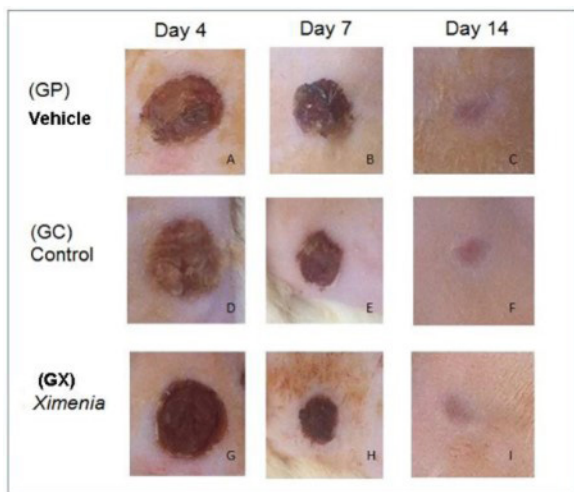 Day 4 Day 7 Day 14
(GP)
Vehicle
A B C
(GC)
Control
D E F
(GX)
Ximenia
G H I